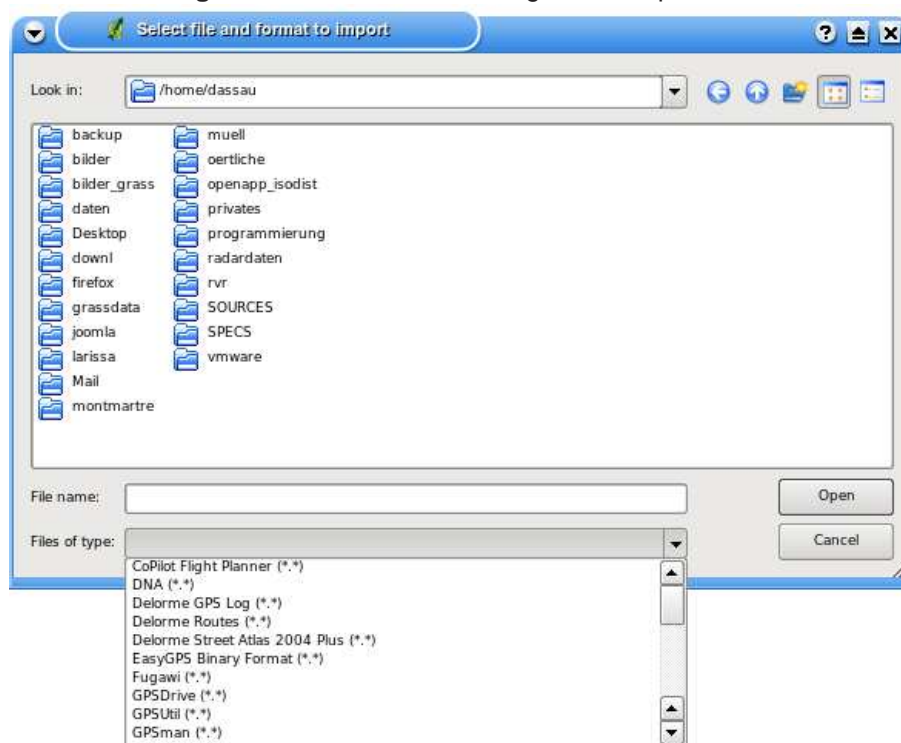 Select file and format to import
Look in: /home/dassau
backup
bilder
bilder_grass
daten
Desktop
downl
firefox
grassdata
joomla
larissa
Mail
montmartre
muell
oertliche
openapp_isodist
privates
programmierung
radardaten
rvr
SOURCES
SPECS
vmware
File name:
Open
Files of type:
Cancel
CoPilot Flight Planner (*.*)
DNA (*.*)
Delorme GPS Log (*.*)
Delorme Routes (*.*)
Delorme Street Atlas 2004 Plus (*.*)
EasyGPS Binary Format (*.*)
Fugawi (*.*)
GPSDrive (*.*)
GPSUtil (*.*)
GPSman (*.*)